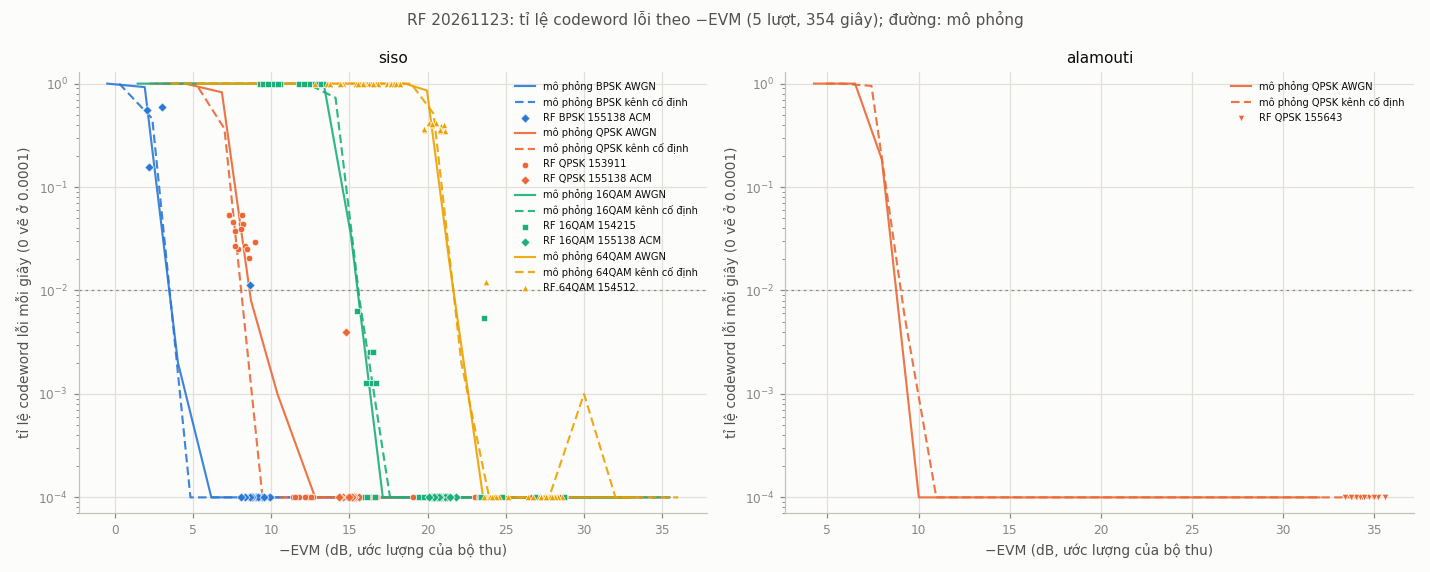 RF 20261123: tỉ lệ codeword lỗi theo −EVM (5 lượt, 354 giây); đường: mô phỏng
siso
tỉ lệ codeword lỗi mỗi giây (0 vẽ ở 0.0001)
10⁰
10⁻¹
10⁻²
10⁻³
10⁻⁴
mô phỏng BPSK AWGN
mô phỏng BPSK kênh cố định
RF BPSK 155138 ACM
mô phỏng QPSK AWGN
mô phỏng QPSK kênh cố định
RF QPSK 153911
RF QPSK 155138 ACM
mô phỏng 16QAM AWGN
mô phỏng 16QAM kênh cố định
RF 16QAM 154215
RF 16QAM 155138 ACM
mô phỏng 64QAM AWGN
mô phỏng 64QAM kênh cố định
RF 64QAM 154512
0 5 10 15 20 25 30 35
−EVM (dB, ước lượng của bộ thu)
alamouti
tỉ lệ codeword lỗi mỗi giây (0 vẽ ở 0.0001)
10⁰
10⁻¹
10⁻²
10⁻³
10⁻⁴
mô phỏng QPSK AWGN
mô phỏng QPSK kênh cố định
RF QPSK 155643
5 10 15 20 25 30 35
−EVM (dB, ước lượng của bộ thu)